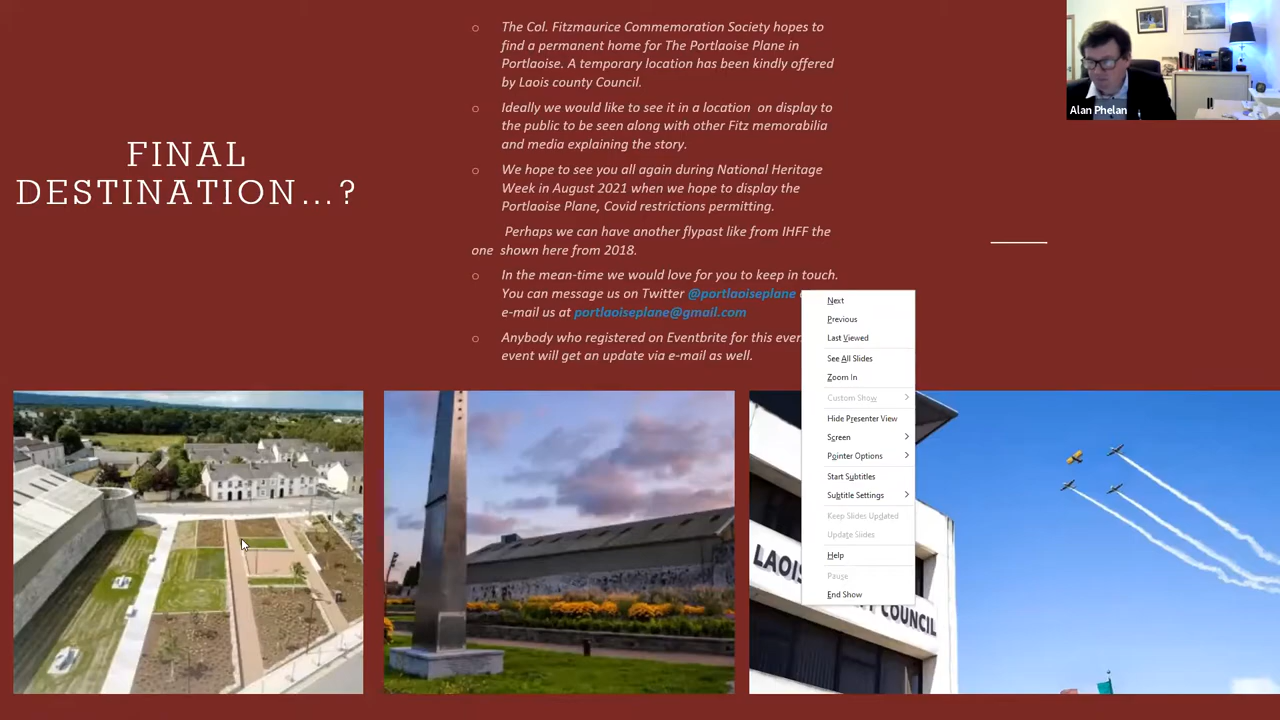 FINAL
DESTINATION...?
The Col. Fitzmaurice Commemoration Society hopes to
find a permanent home for The Portlaoise Plane in
Portlaoise. A temporary location has been kindly offered
by Laois county Council.
Ideally we would like to see it in a location on display to
the public to be seen along with other Fitz memorabilia
and media explaining the story.
We hope to see you all again during National Heritage
Week in August 2021 when we hope to display the
Portlaoise Plane, Covid restrictions permitting.
Perhaps we can have another flypast like from IHFF the
one shown here from 2018.
In the mean-time we would love for you to keep in touch.
You can message us on Twitter @portlaoiseplane
e-mail us at portlaoiseplane@gmail.com
Anybody who registered on Eventbrite for this
event will get an update via e-mail as well.
Alan Phelan
Next
Previous
Last Viewed
See All Slides
Zoom In
Custom Show
Hide Presenter View
Screen
Pointer Options
Start Subtitles
Subtitle Settings
Keep Slides Updated
Update Slides
Help
Pause
End Show
LAOIS
COUNCIL